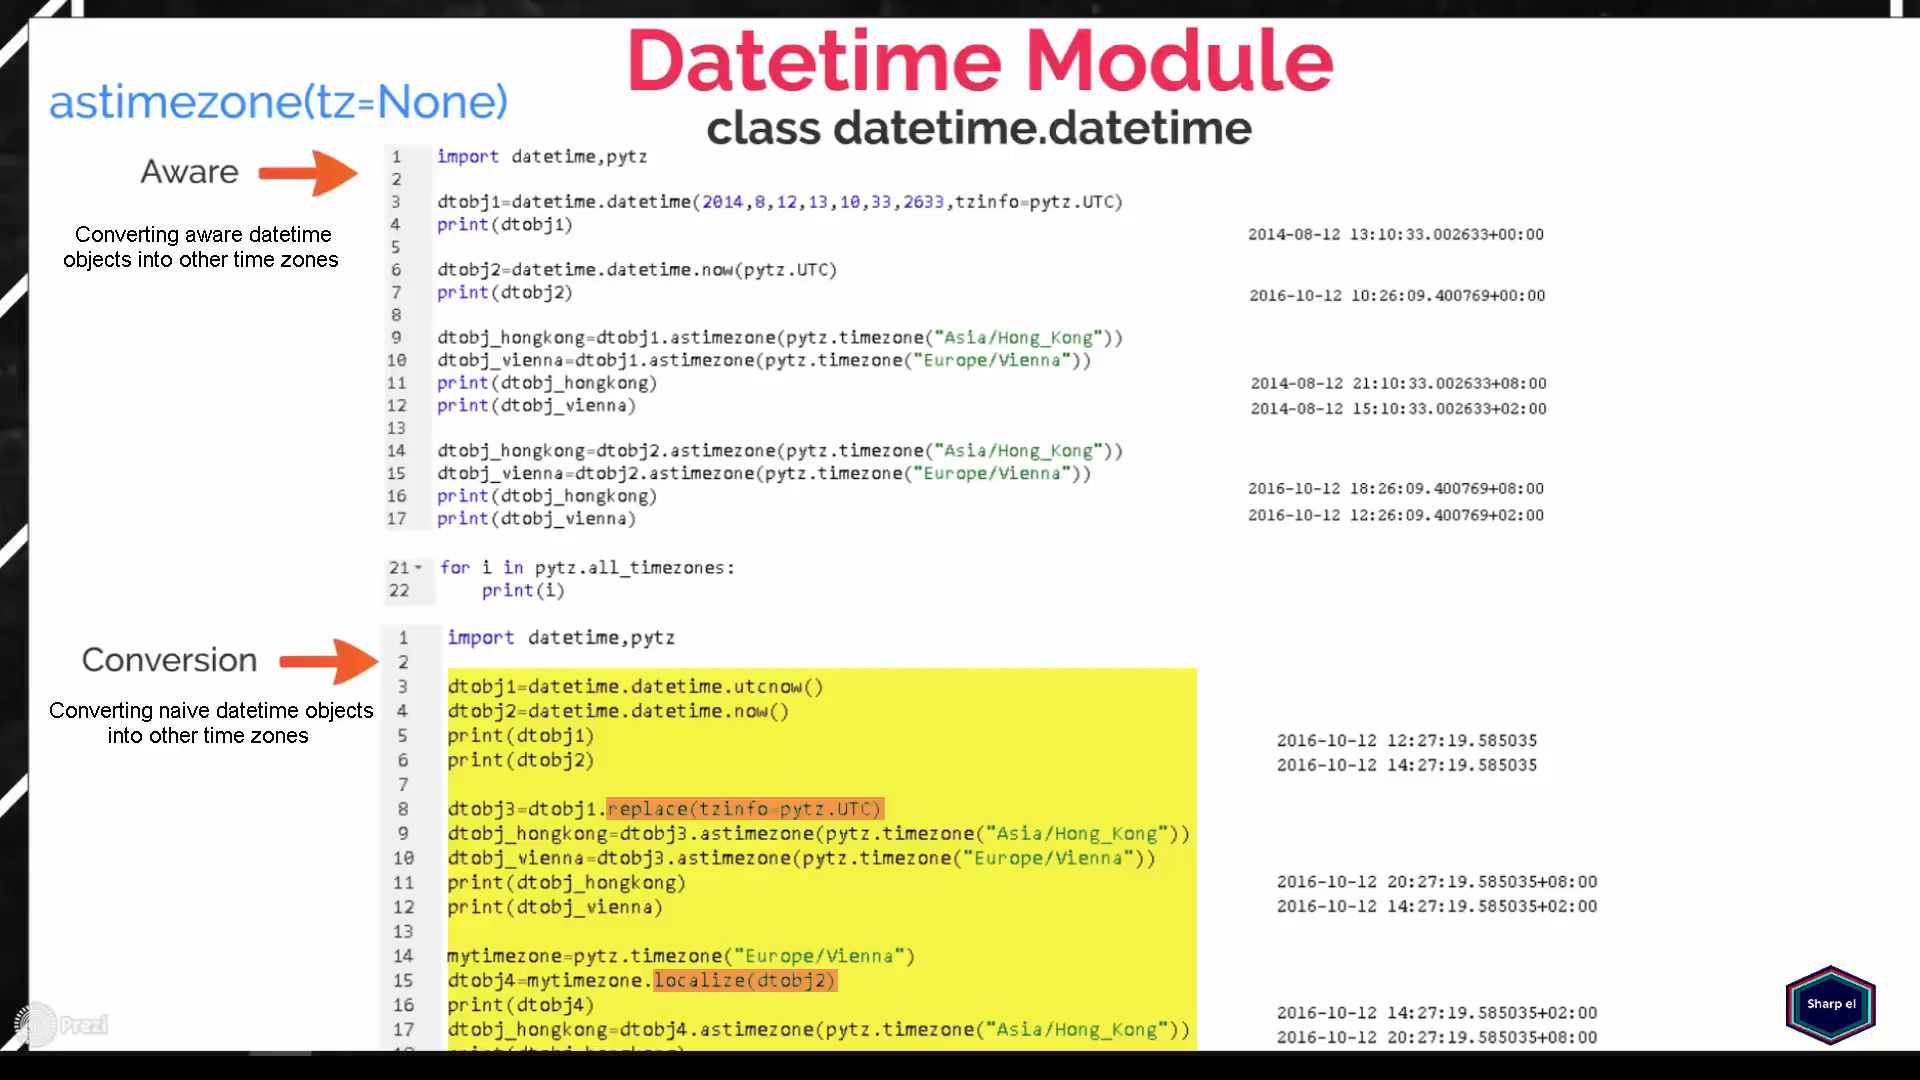 Datetime Module
class datetime.datetime
astimezone(tz=None)
Aware
Converting aware datetime
objects into other time zones
1 import datetime,pytz
2
3 dtobj1=datetime.datetime(2014,8,12,13,10,33,2633,tzinfo=pytz.UTC)
4 print(dtobj1)
5
6 dtobj2=datetime.datetime.now(pytz.UTC)
7 print(dtobj2)
8
9 dtobj_hongkong=dtobj1.astimezone(pytz.timezone("Asia/Hong_Kong"))
10 dtobj_vienna=dtobj1.astimezone(pytz.timezone("Europe/Vienna"))
11 print(dtobj_hongkong)
12 print(dtobj_vienna)
13
14 dtobj_hongkong=dtobj2.astimezone(pytz.timezone("Asia/Hong_Kong"))
15 dtobj_vienna=dtobj2.astimezone(pytz.timezone("Europe/Vienna"))
16 print(dtobj_hongkong)
17 print(dtobj_vienna)
2014-08-12 13:10:33.002633+00:00
2016-10-12 10:26:09.400769+00:00
2014-08-12 21:10:33.002633+08:00
2014-08-12 15:10:33.002633+02:00
2016-10-12 18:26:09.400769+08:00
2016-10-12 12:26:09.400769+02:00
21 for i in pytz.all_timezones:
22 print(i)
Conversion
Converting naive datetime objects
into other time zones
1 import datetime,pytz
2
3 dtobj1=datetime.datetime.utcnow()
4 dtobj2=datetime.datetime.now()
5 print(dtobj1)
6 print(dtobj2)
7
8 dtobj3=dtobj1.replace(tzinfo=pytz.UTC)
9 dtobj_hongkong=dtobj3.astimezone(pytz.timezone("Asia/Hong_Kong"))
10 dtobj_vienna=dtobj3.astimezone(pytz.timezone("Europe/Vienna"))
11 print(dtobj_hongkong)
12 print(dtobj_vienna)
13
14 mytimezone=pytz.timezone("Europe/Vienna")
15 dtobj4=mytimezone.localize(dtobj2)
16 print(dtobj4)
17 dtobj_hongkong=dtobj4.astimezone(pytz.timezone("Asia/Hong_Kong"))
2016-10-12 12:27:19.585035
2016-10-12 14:27:19.585035
2016-10-12 20:27:19.585035+08:00
2016-10-12 14:27:19.585035+02:00
2016-10-12 14:27:19.585035+02:00
2016-10-12 20:27:19.585035+08:00
Prezi
Sharp el